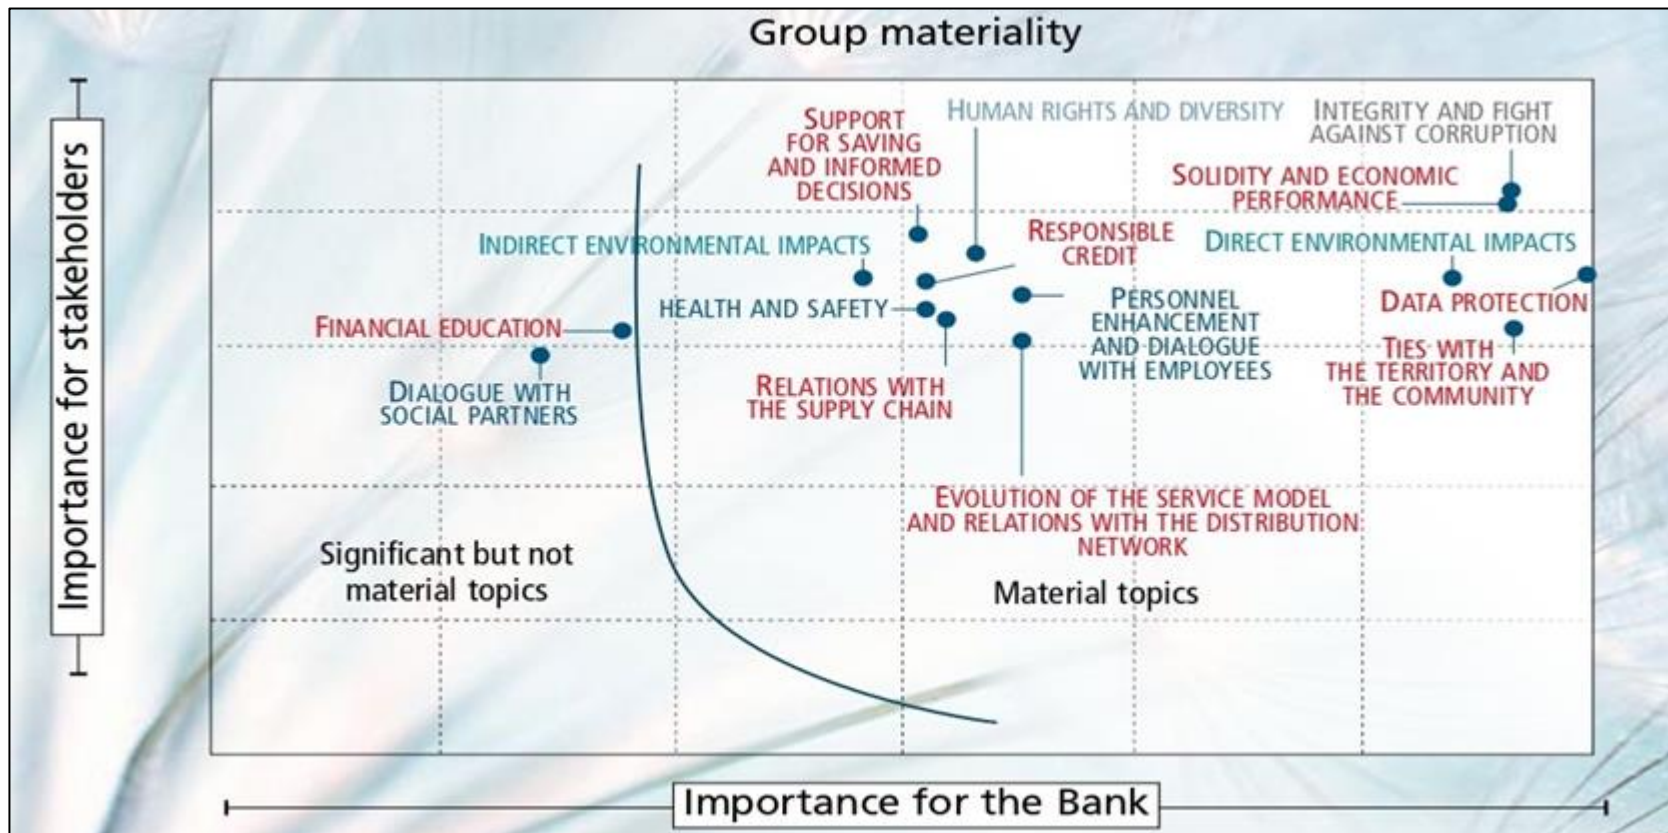 Group materiality
Importance for stakeholders
SUPPORT
FOR SAVING
AND INFORMED
DECISIONS
HUMAN RIGHTS AND DIVERSITY
INTEGRITY AND FIGHT
AGAINST CORRUPTION
SOLIDITY AND ECONOMIC
PERFORMANCE
INDIRECT ENVIRONMENTAL IMPACTS
RESPONSIBLE
CREDIT
DIRECT ENVIRONMENTAL IMPACTS
HEALTH AND SAFETY
PERSONNEL
ENHANCEMENT
AND DIALOGUE
WITH EMPLOYEES
DATA PROTECTION
FINANCIAL EDUCATION
TIES WITH
THE TERRITORY AND
THE COMMUNITY
DIALOGUE WITH
SOCIAL PARTNERS
RELATIONS WITH
THE SUPPLY CHAIN
EVOLUTION OF THE SERVICE MODEL
AND RELATIONS WITH THE DISTRIBUTION
NETWORK
Significant but not
material topics
Material topics
Importance for the Bank